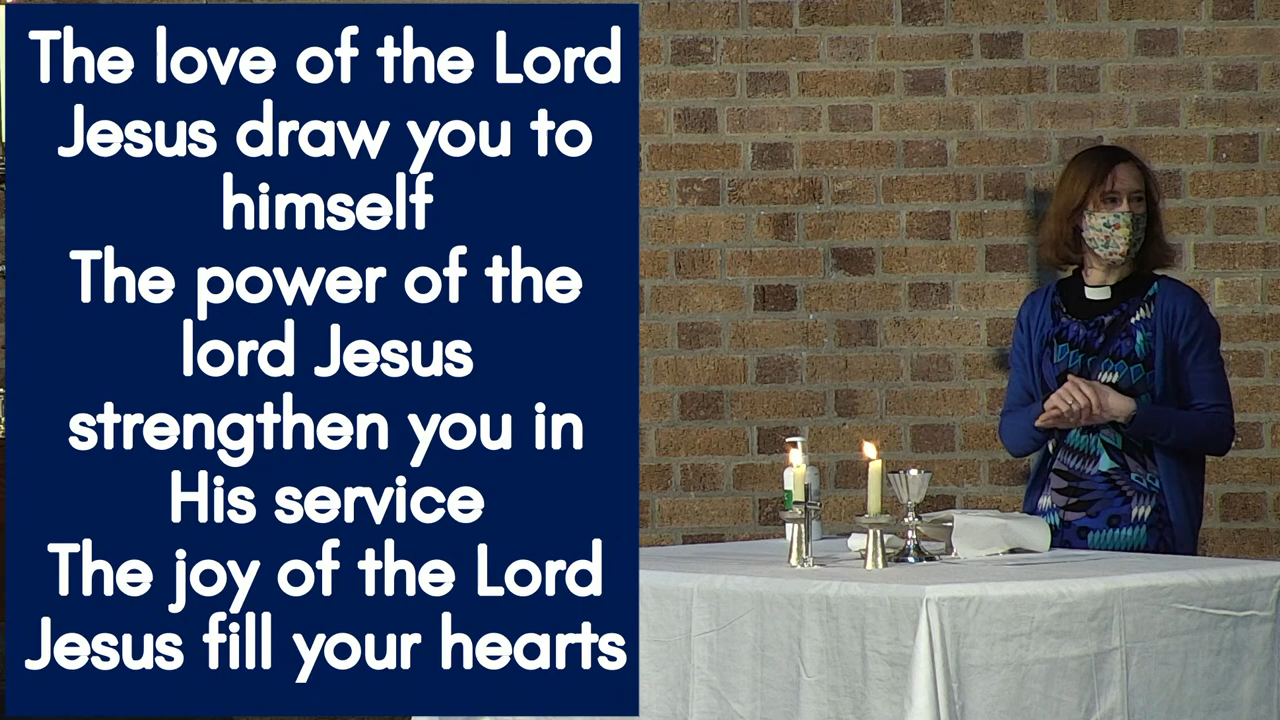 The love of the Lord
Jesus draw you to
himself
The power of the
lord Jesus
strengthen you in
His service
The joy of the Lord
Jesus fill your hearts